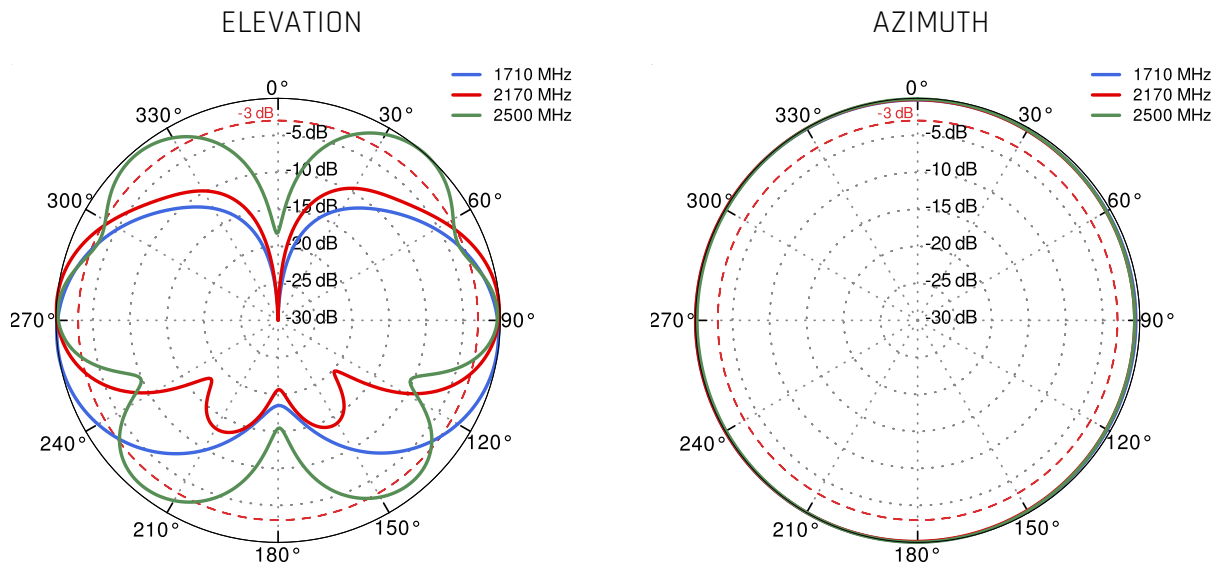 ELEVATION
1710 MHz
2170 MHz
2500 MHz
0°
330°
-3 dB
30°
-5 dB
-10 dB
300°
60°
-15 dB
-20 dB
-25 dB
270°
-30 dB
90°
240°
120°
210°
150°
180°
AZIMUTH
1710 MHz
2170 MHz
2500 MHz
0°
330°
-3 dB
30°
-5 dB
-10 dB
300°
60°
-15 dB
-20 dB
-25 dB
270°
-30 dB
90°
240°
120°
210°
150°
180°